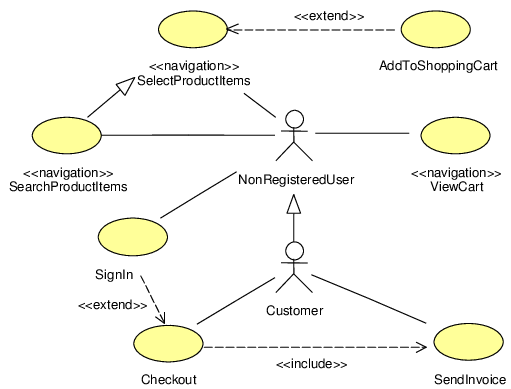 <<extend>>
<<navigation>>
SelectProductItems
AddToShoppingCart
<<navigation>>
SearchProductItems
NonRegisteredUser
<<navigation>>
ViewCart
SignIn
<<extend>>
Customer
<<include>>
Checkout
SendInvoice